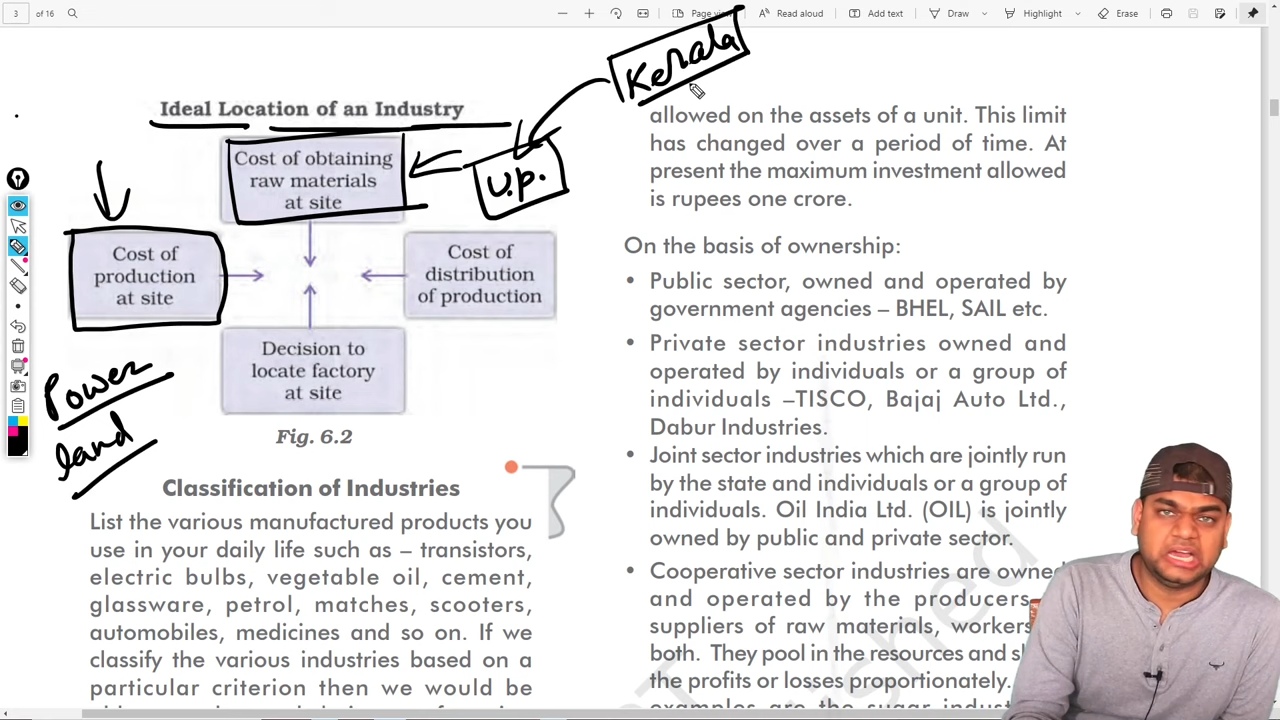 3 of 16 Page view Read aloud Add text Draw Highlight Erase
Kerala
Ideal Location of an Industry
Cost of obtaining
raw materials
at site
U.P.
Cost of
production
at site
Cost of
distribution
of production
Decision to
locate factory
at site
Power
land
Fig. 6.2
Classification of Industries
List the various manufactured products you
use in your daily life such as – transistors,
electric bulbs, vegetable oil, cement,
glassware, petrol, matches, scooters,
automobiles, medicines and so on. If we
classify the various industries based on a
particular criterion then we would be
allowed on the assets of a unit. This limit
has changed over a period of time. At
present the maximum investment allowed
is rupees one crore.
On the basis of ownership:
• Public sector, owned and operated by
government agencies – BHEL, SAIL etc.
• Private sector industries owned and
operated by individuals or a group of
individuals –TISCO, Bajaj Auto Ltd.,
Dabur Industries.
• Joint sector industries which are jointly run
by the state and individuals or a group of
individuals. Oil India Ltd. (OIL) is jointly
owned by public and private sector.
• Cooperative sector industries are owned
and operated by the producers
suppliers of raw materials, workers
both. They pool in the resources and
the profits or losses proportionately.
examples are the sugar